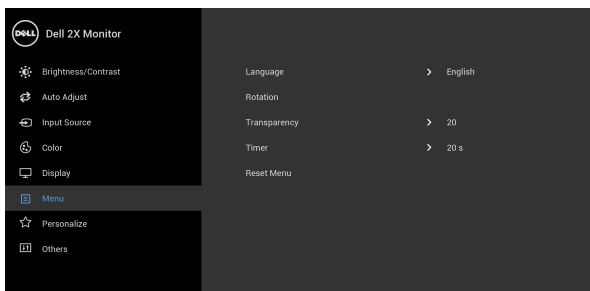 DELL Dell 2X Monitor
Brightness/Contrast Language > English
Auto Adjust Rotation
Input Source Transparency > 20
Color Timer > 20 s
Display Reset Menu
Menu
Personalize
Others